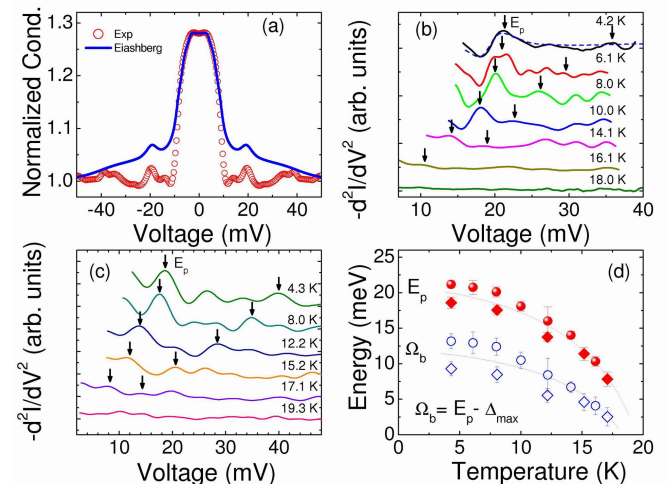 (a)
Exp
Eiashberg
Normalized Cond.
1.3
1.2
1.1
1.0
-40 -20 0 20 40
Voltage (mV)
(b)
E_p
4.2 K
6.1 K
8.0 K
10.0 K
14.1 K
16.1 K
18.0 K
-d²I/dV² (arb. units)
10 20 30 40
Voltage (mV)
(c)
E_p
4.3 K
8.0 K
12.2 K
15.2 K
17.1 K
19.3 K
-d²I/dV² (arb. units)
0 10 20 30 40
Voltage (mV)
(d)
E_p
Ω_b
Ω_b = E_p - Δ_max
Energy (meV)
25
20
15
10
5
0
0 5 10 15 20
Temperature (K)